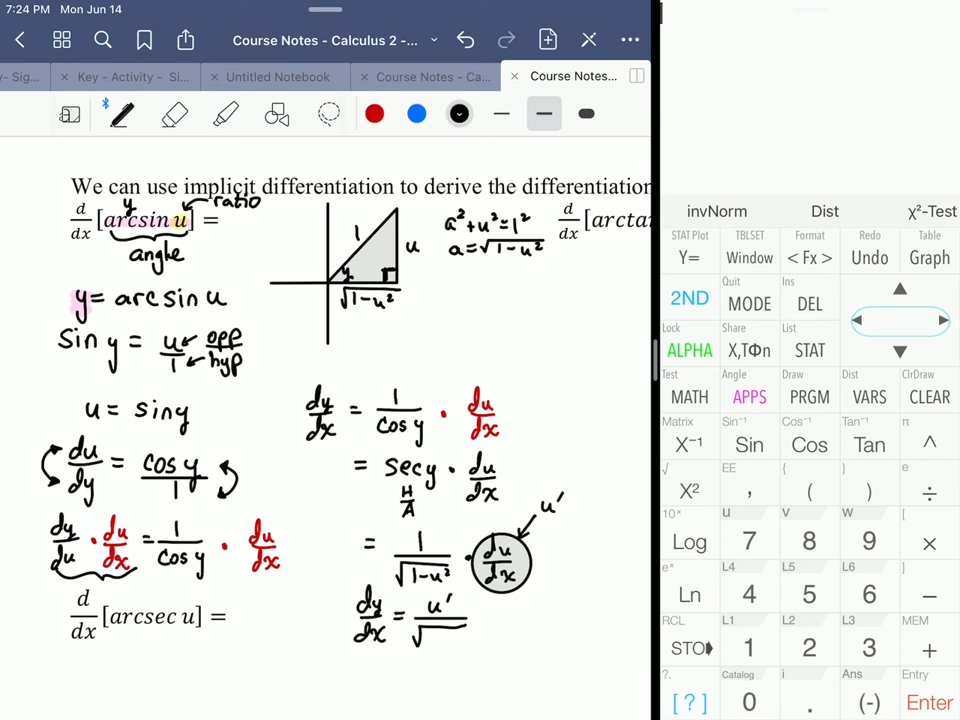 7:24 PM Mon Jun 14
Course Notes - Calculus 2 -...
y- Sig...
Key - Activity - Si...
Untitled Notebook
Course Notes - Ca...
Course Notes...
We can use implicit differentiation to derive the differentiation
y ratio
d/dx [arcsin u] =
angle
1 u
y
√1-u²
a²+u²=1²
a=√1-u²
d/dx [arctar
y = arcsin u
sin y = u/1 opp/hyp
u = sin y
du/dy = cos y/1
dy/du · du/dx = 1/cos y · du/dx
d/dx [arcsec u] =
dy/dx = 1/cos y · du/dx
= sec y · du/dx
H/A
u'
= 1/√1-u² · du/dx
dy/dx = u'/√
invNorm Dist χ²-Test
STAT Plot TBLSET Format Redo Table
Y= Window < Fx > Undo Graph
Quit Ins
2ND MODE DEL
Lock Share List
ALPHA X,TΦn STAT
Test Angle Draw Dist ClrDraw
MATH APPS PRGM VARS CLEAR
Matrix Sin⁻¹ Cos⁻¹ Tan⁻¹ π
X⁻¹ Sin Cos Tan ^
√ EE { } e
X² , ( ) ÷
10ˣ u v w [
Log 7 8 9 ×
eˣ L4 L5 L6 ]
Ln 4 5 6 −
RCL L1 L2 L3 MEM
STO 1 2 3 +
?. Catalog i Ans Entry
[ ? ] 0 . (-) Enter